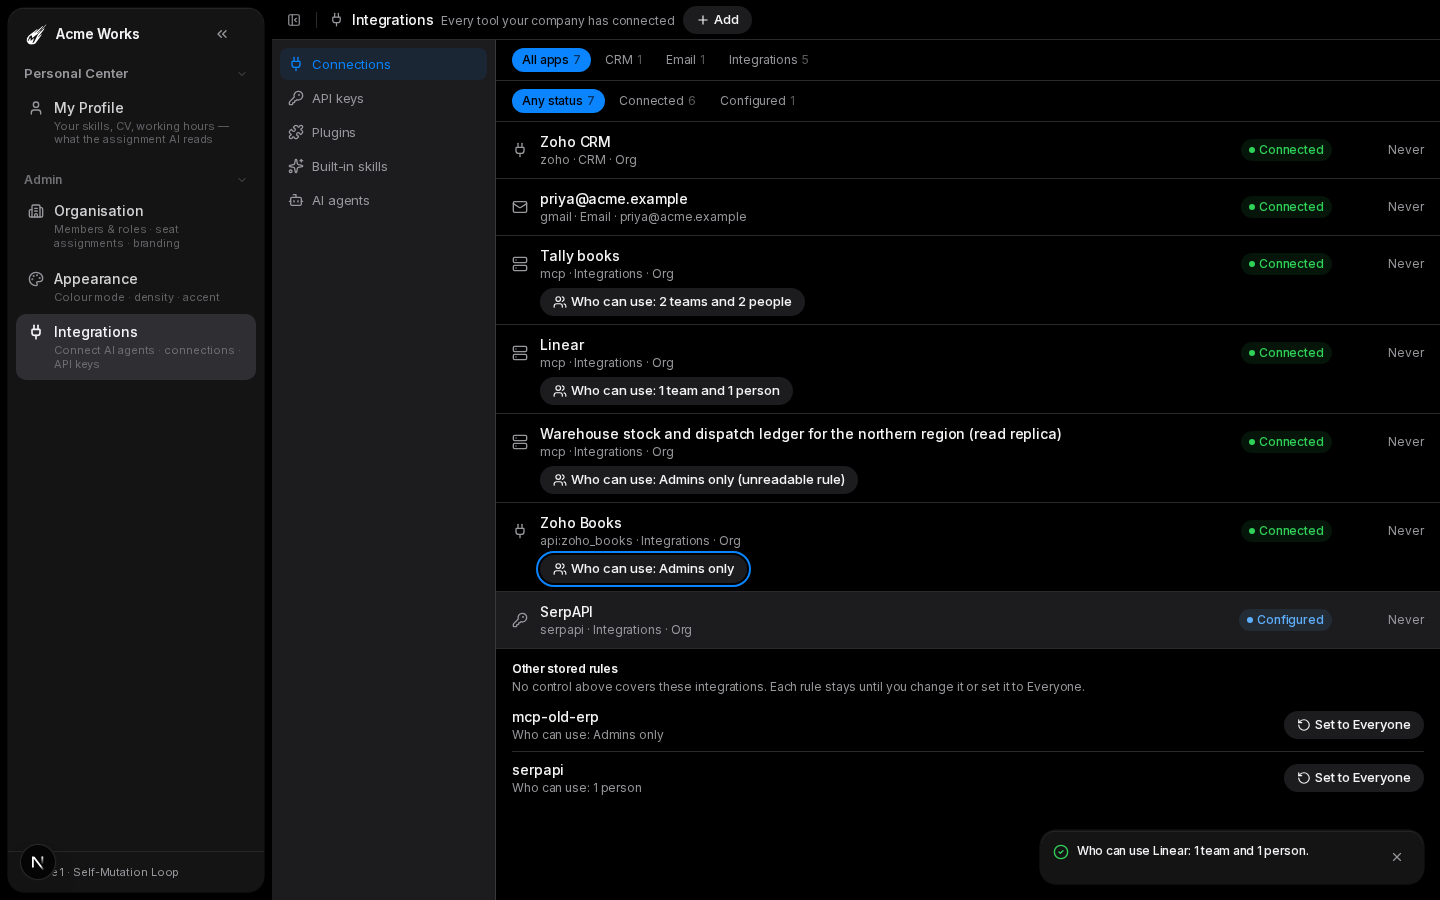 Acme Works
Personal Center
My Profile
Your skills, CV, working hours —
what the assignment AI reads
Admin
Organisation
Members & roles · seat
assignments · branding
Appearance
Colour mode · density · accent
Integrations
Connect AI agents · connections ·
API keys
e 1 · Self-Mutation Loop
Integrations Every tool your company has connected Add
Connections
API keys
Plugins
Built-in skills
AI agents
All apps 7 CRM 1 Email 1 Integrations 5
Any status 7 Connected 6 Configured 1
Zoho CRM
zoho · CRM · Org
Connected Never
priya@acme.example
gmail · Email · priya@acme.example
Connected Never
Tally books
mcp · Integrations · Org
Connected Never
Who can use: 2 teams and 2 people
Linear
mcp · Integrations · Org
Connected Never
Who can use: 1 team and 1 person
Warehouse stock and dispatch ledger for the northern region (read replica)
mcp · Integrations · Org
Connected Never
Who can use: Admins only (unreadable rule)
Zoho Books
api:zoho_books · Integrations · Org
Connected Never
Who can use: Admins only
SerpAPI
serpapi · Integrations · Org
Configured Never
Other stored rules
No control above covers these integrations. Each rule stays until you change it or set it to Everyone.
mcp-old-erp
Who can use: Admins only
Set to Everyone
serpapi
Who can use: 1 person
Set to Everyone
Who can use Linear: 1 team and 1 person.